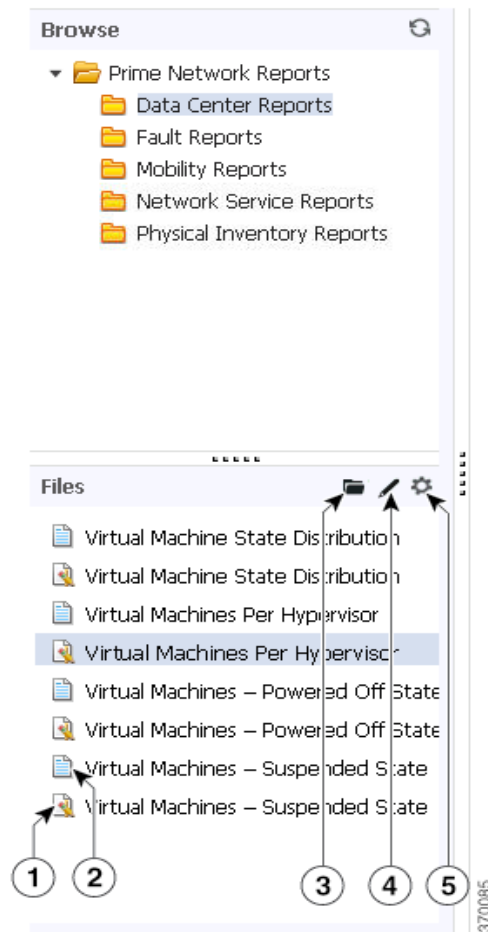 Browse
Prime Network Reports
Data Center Reports
Fault Reports
Mobility Reports
Network Service Reports
Physical Inventory Reports
Files
Virtual Machine State Distribution
Virtual Machine State Distribution
Virtual Machines Per Hypervisor
Virtual Machines Per Hypervisor
Virtual Machines – Powered Off State
Virtual Machines – Powered Off State
Virtual Machines – Suspended State
Virtual Machines – Suspended State
1 2 3 4 5
370085